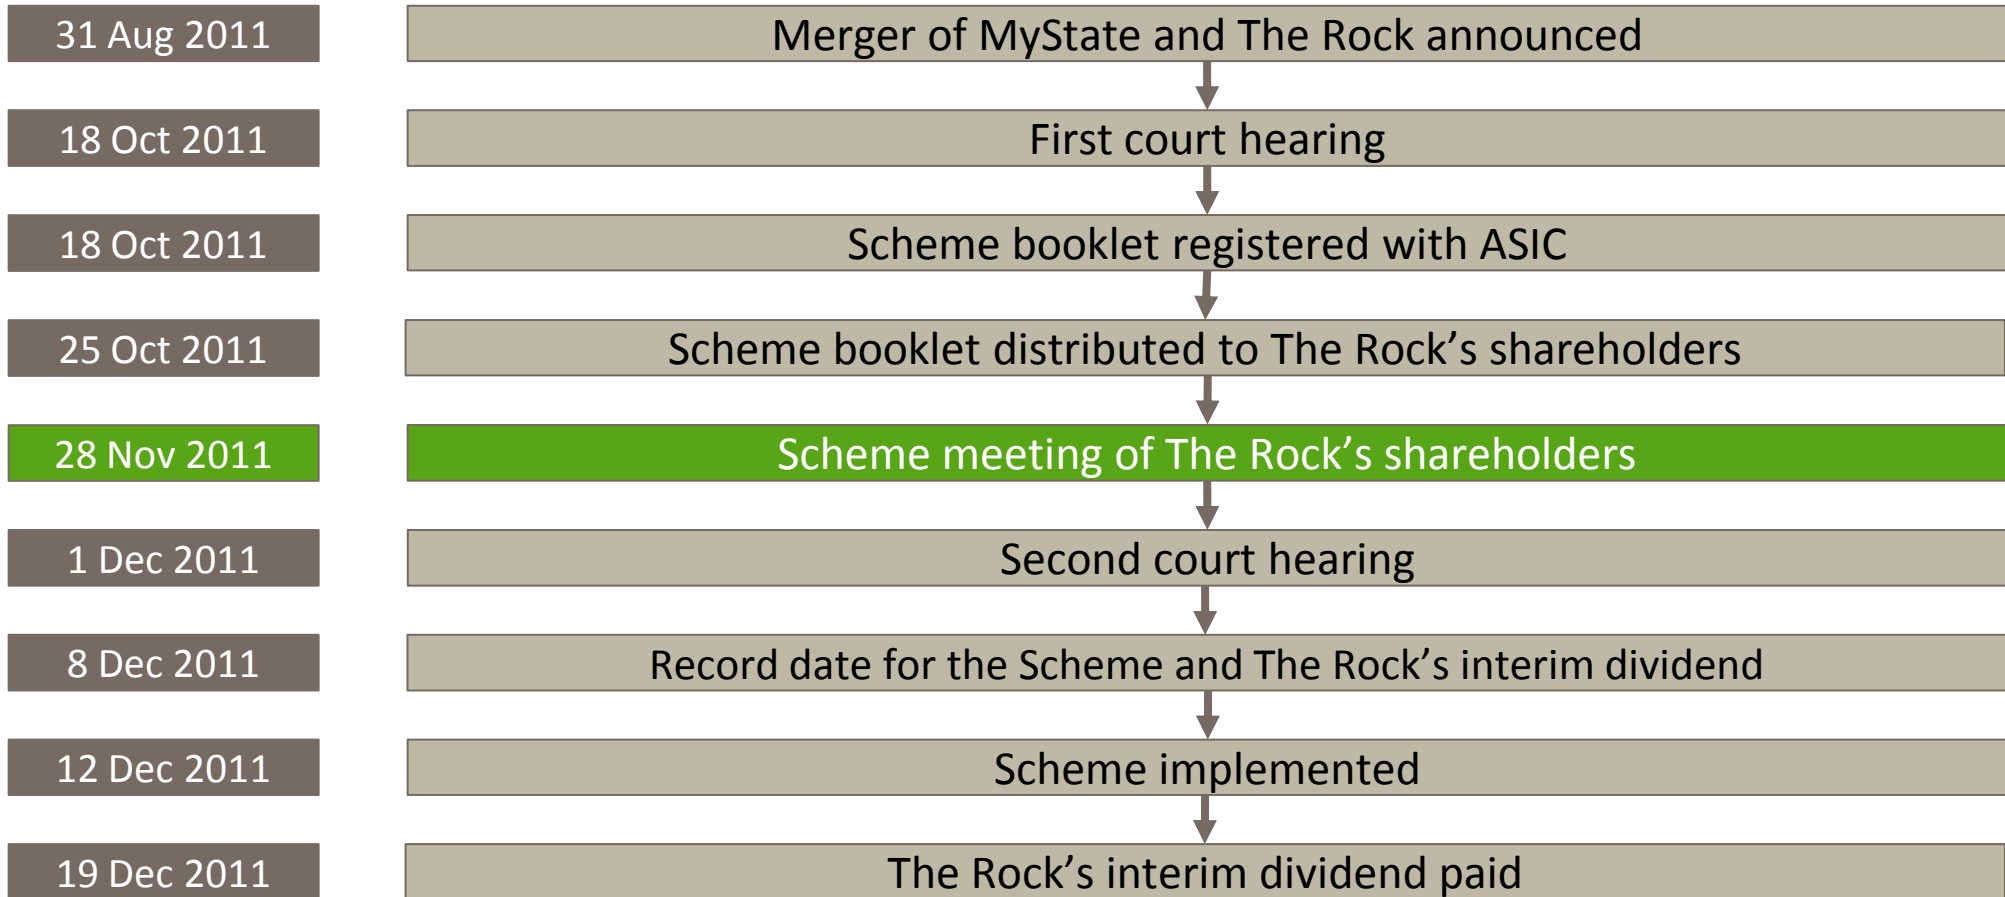 31 Aug 2011
Merger of MyState and The Rock announced
18 Oct 2011
First court hearing
18 Oct 2011
Scheme booklet registered with ASIC
25 Oct 2011
Scheme booklet distributed to The Rock’s shareholders
28 Nov 2011
Scheme meeting of The Rock’s shareholders
1 Dec 2011
Second court hearing
8 Dec 2011
Record date for the Scheme and The Rock’s interim dividend
12 Dec 2011
Scheme implemented
19 Dec 2011
The Rock’s interim dividend paid